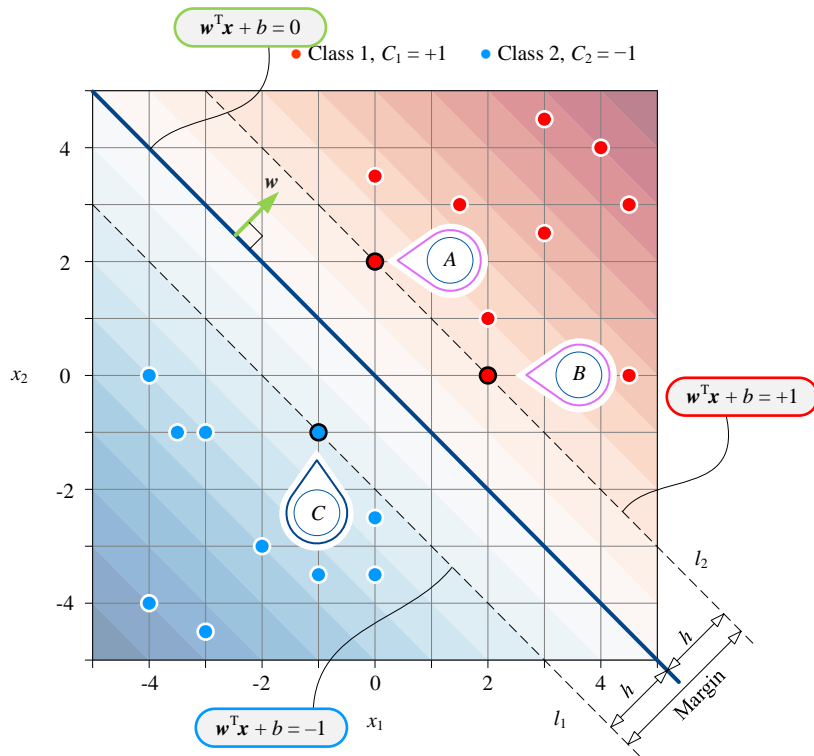 wᵀx + b = 0
Class 1, C₁ = +1
Class 2, C₂ = −1
4
2
0
-2
-4
x₂
w
A
B
C
wᵀx + b = +1
l₂
h
h
Margin
-4
-2
0
2
4
x₁
l₁
wᵀx + b = −1